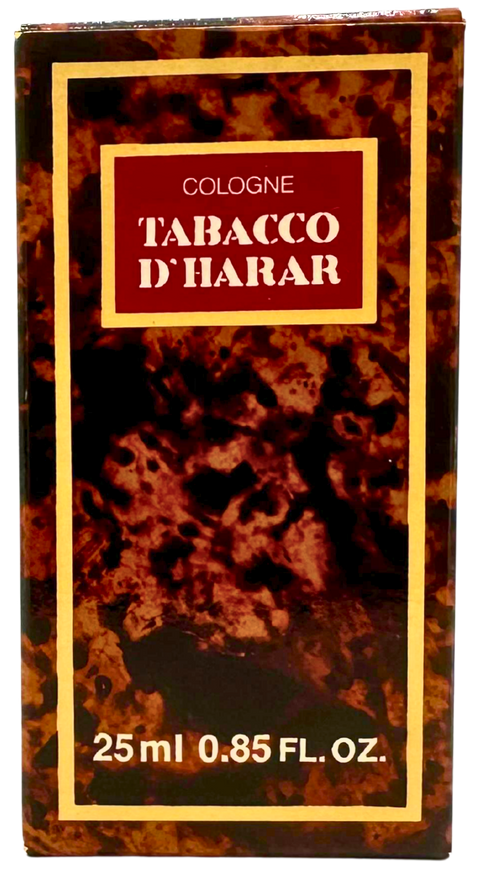 COLOGNE
TABACCO
D'HARAR
25ml 0.85 FL. OZ.